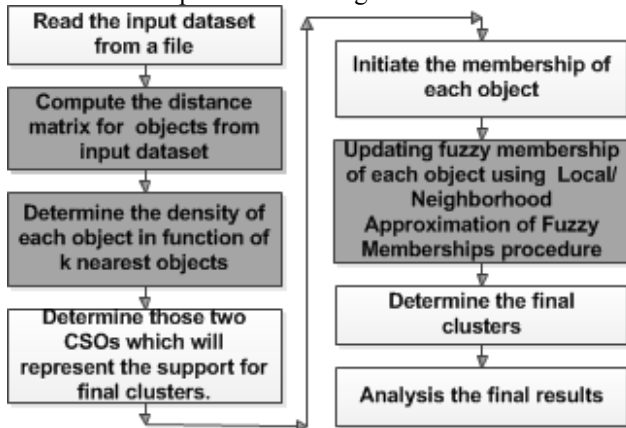 Read the input dataset
from a file
Compute the distance
matrix for objects from
input dataset
Determine the density of
each object in function of
k nearest objects
Determine those two
CSOs which will
represent the support for
final clusters.
Initiate the membership of
each object
Updating fuzzy membership
of each object using Local/
Neighborhood
Approximation of Fuzzy
Memberships procedure
Determine the final
clusters
Analysis the final results